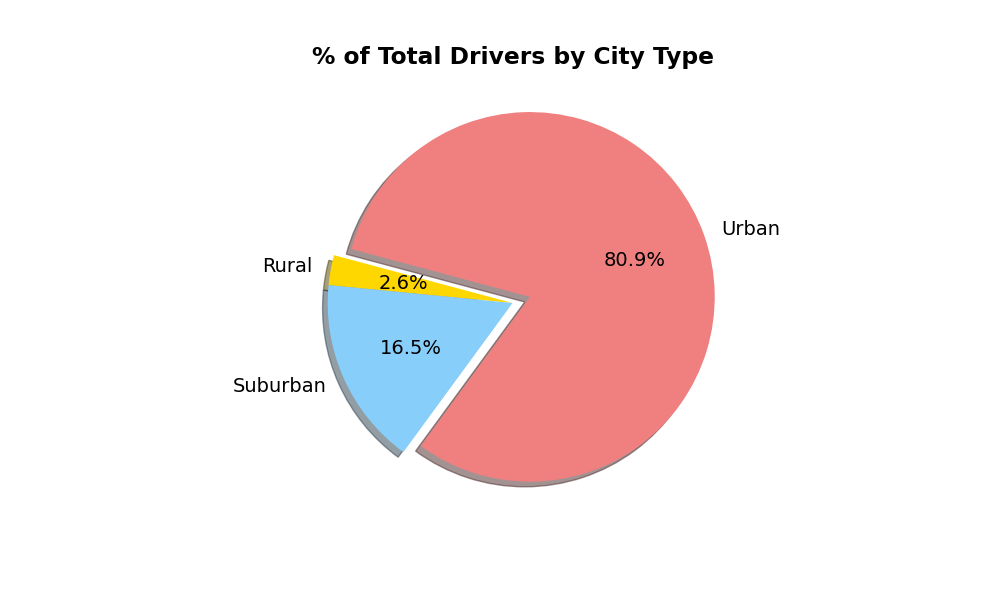 % of Total Drivers by City Type
Urban
80.9%
Rural
2.6%
16.5%
Suburban